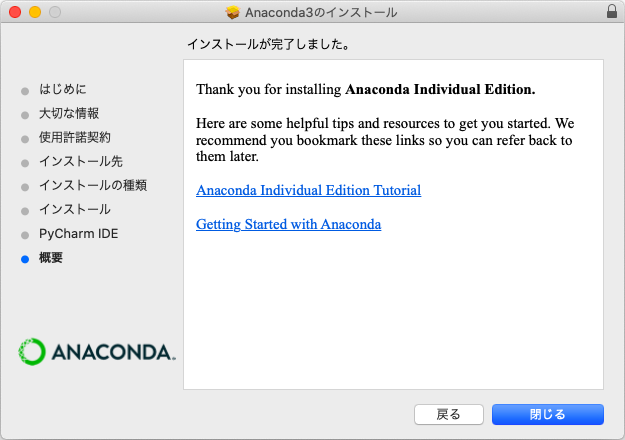 Anaconda3のインストール
インストールが完了しました。
はじめに
大切な情報
使用許諾契約
インストール先
インストールの種類
インストール
PyCharm IDE
概要
Thank you for installing Anaconda Individual Edition.
Here are some helpful tips and resources to get you started. We
recommend you bookmark these links so you can refer back to
them later.
Anaconda Individual Edition Tutorial
Getting Started with Anaconda
ANACONDA.
戻る
閉じる